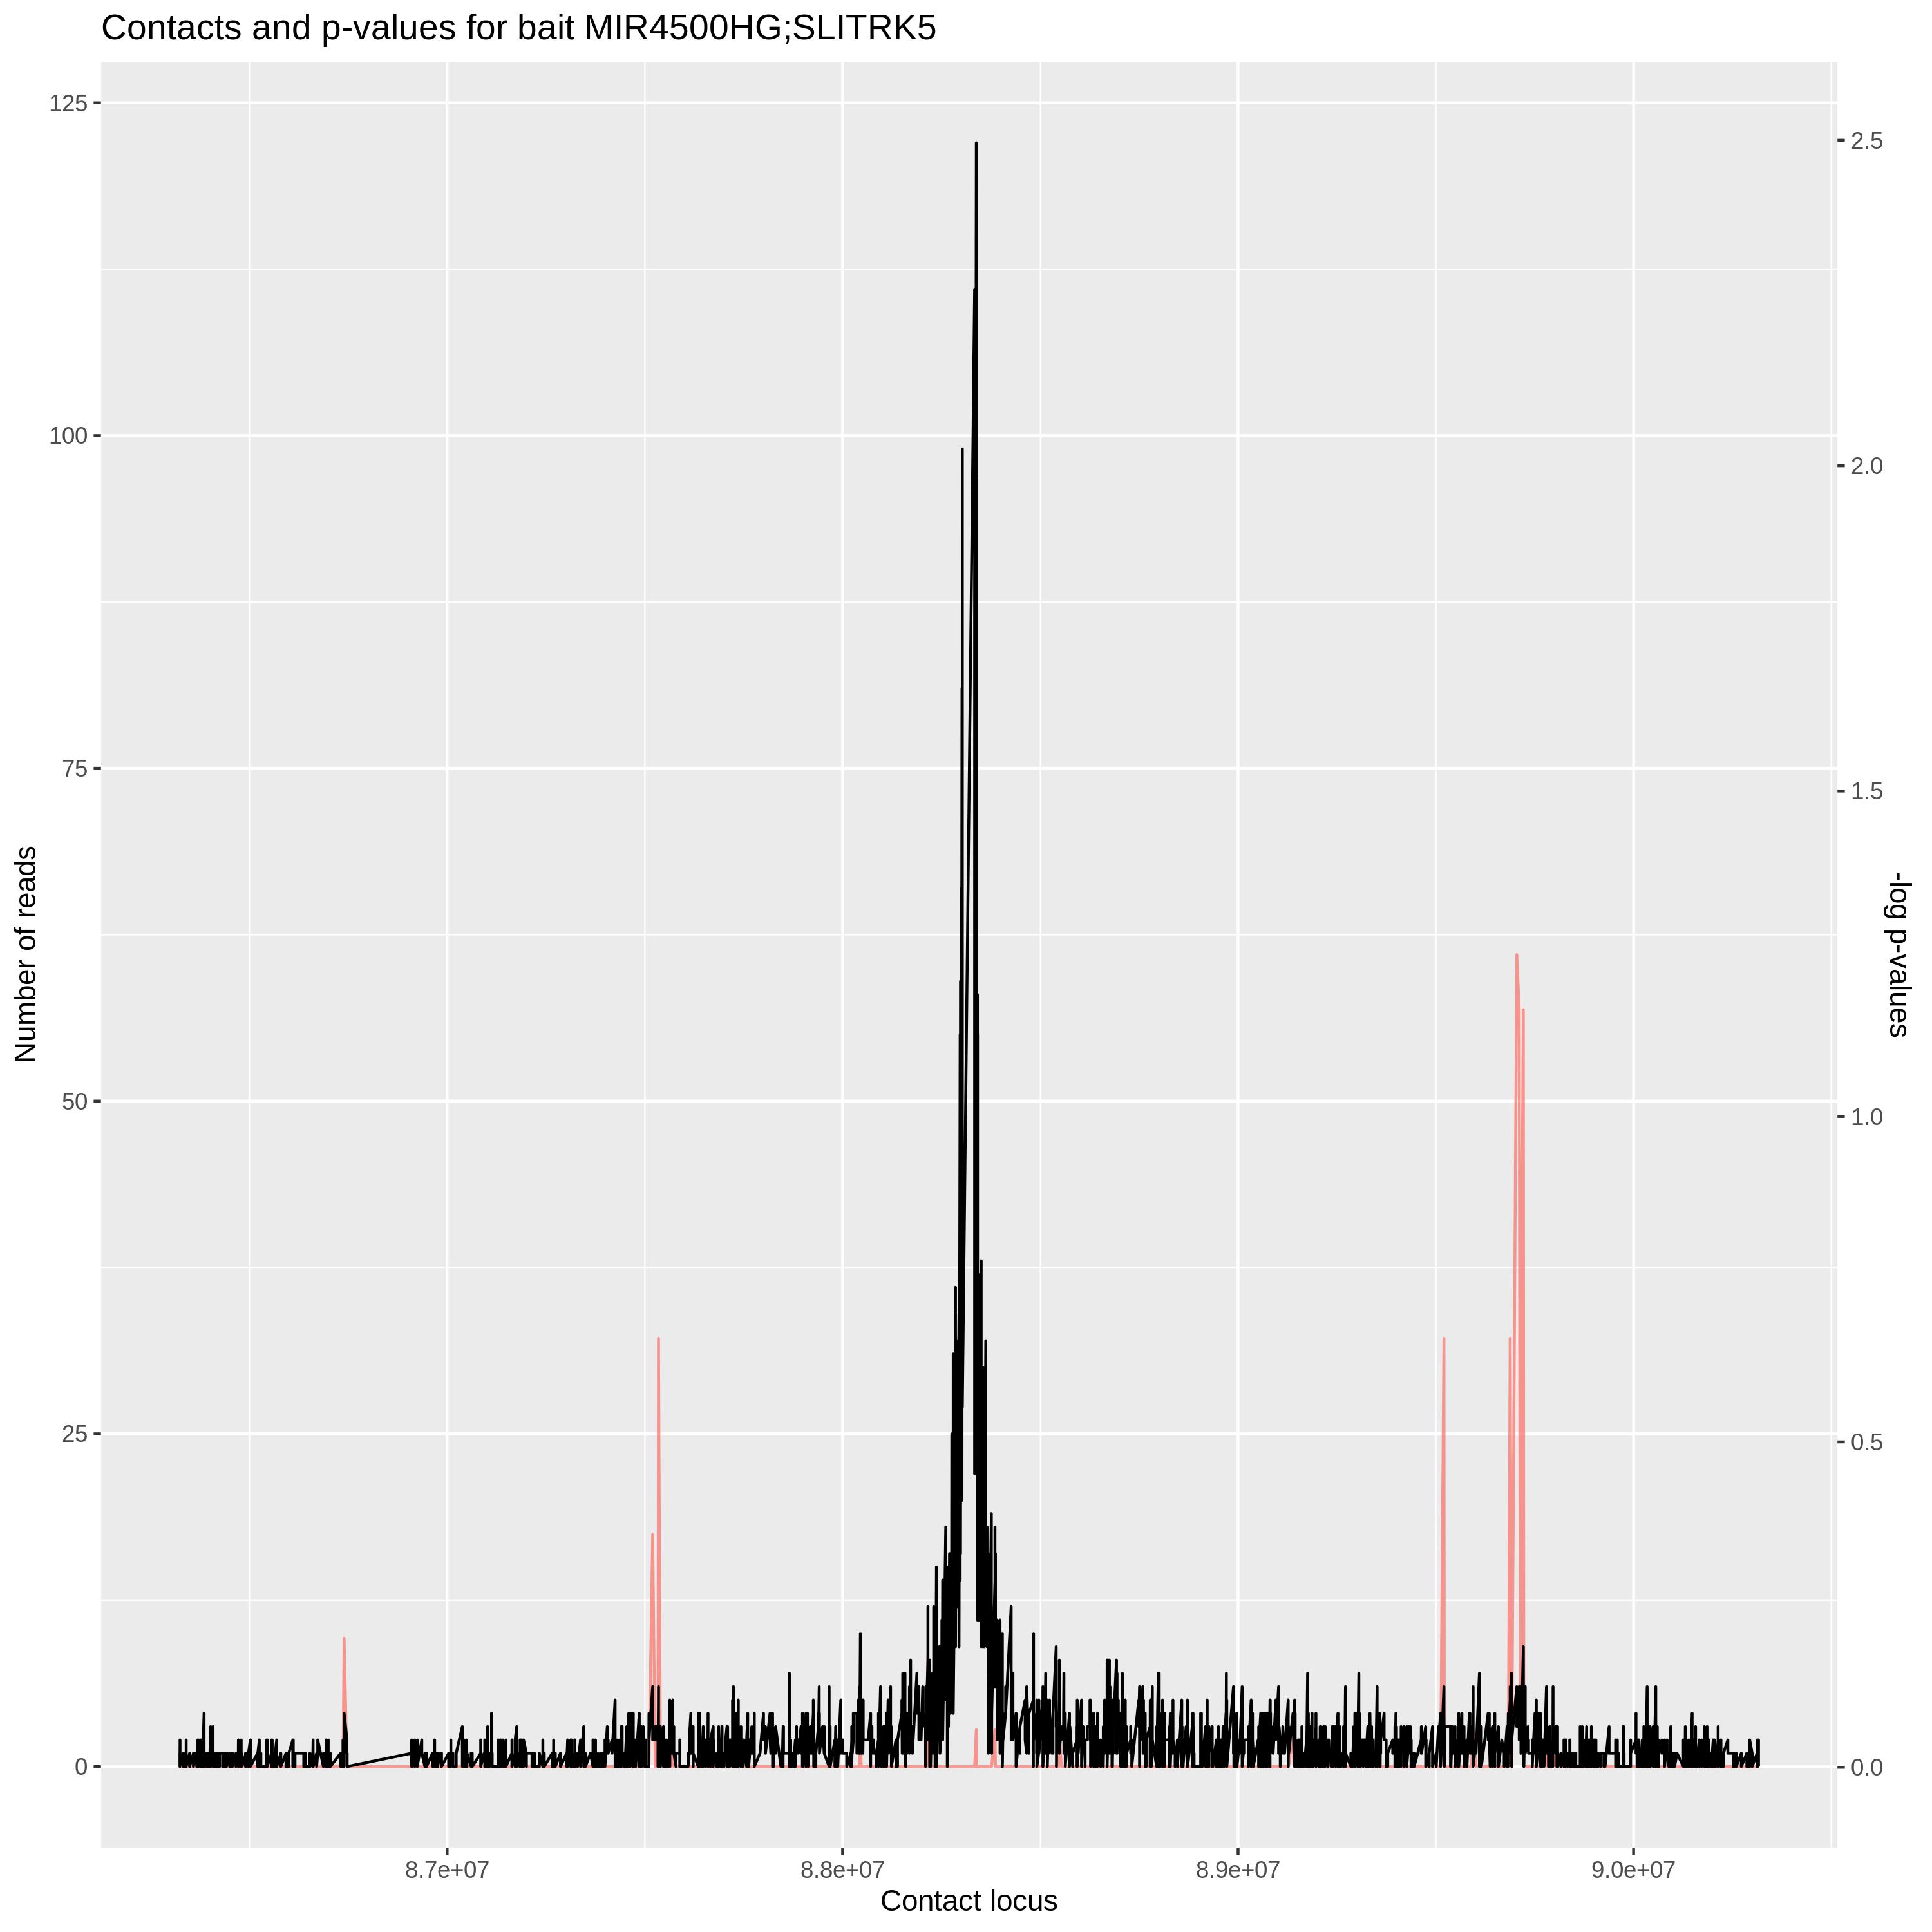 Contacts and p-values for bait MIR4500HG;SLITRK5
125
100
75
50
25
0
Number of reads
2.5
2.0
1.5
1.0
0.5
0.0
-log p-values
8.7e+07 8.8e+07 8.9e+07 9.0e+07
Contact locus